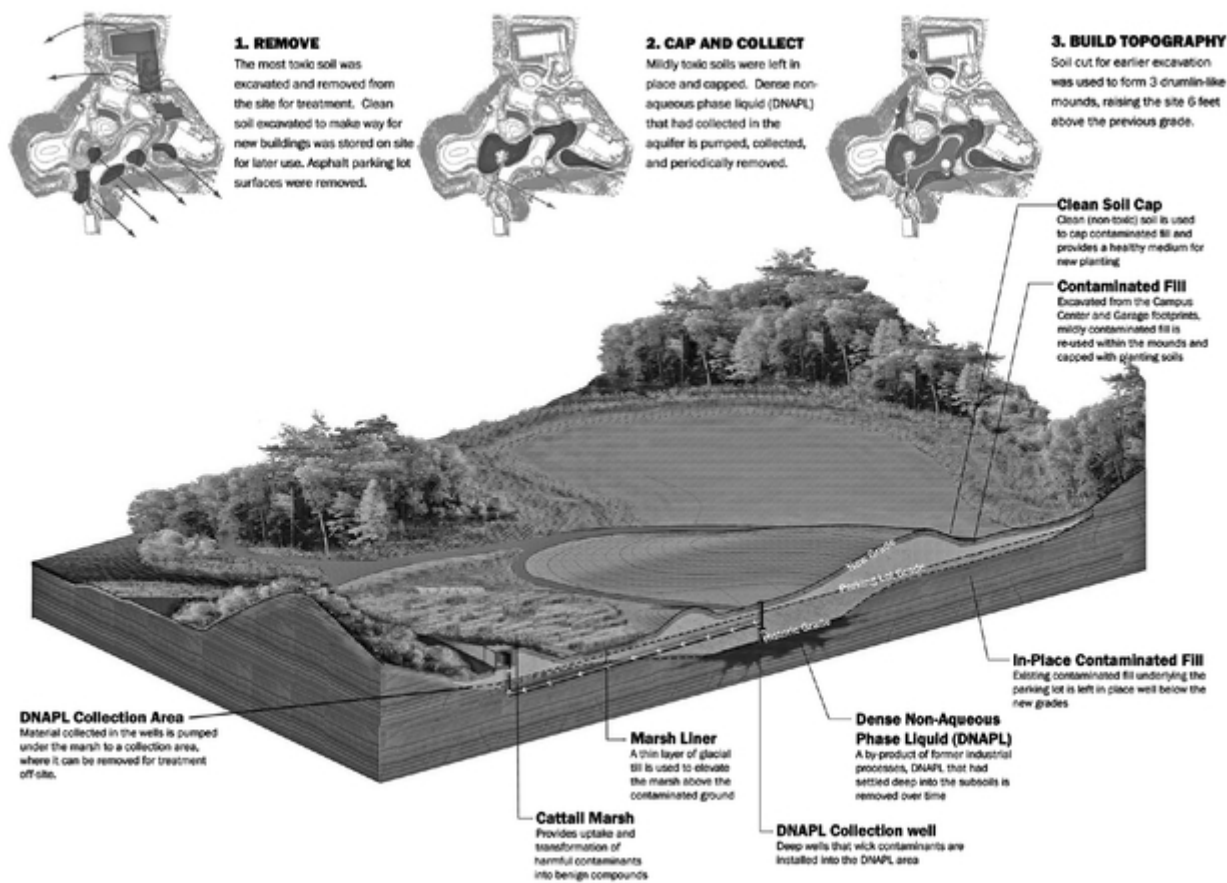 1. REMOVE
The most toxic soil was
excavated and removed from
the site for treatment. Clean
soil excavated to make way for
new buildings was stored on site
for later use. Asphalt parking lot
surfaces were removed.
2. CAP AND COLLECT
Mildly toxic soils were left in
place and capped. Dense non-
aqueous phase liquid (DNAPL)
that had collected in the
aquifer is pumped, collected,
and periodically removed.
3. BUILD TOPOGRAPHY
Soil cut for earlier excavation
was used to form 3 drumlin-like
mounds, raising the site 6 feet
above the previous grade.
Clean Soil Cap
Clean (non-toxic) soil is used
to cap contaminated fill and
provides a healthy medium for
new planting
Contaminated Fill
Excavated from the Campus
Center and Garage footprints,
mildly contaminated fill is
re-used within the mounds and
capped with planting soils
New Grade
Parking Lot Grade
Historic Grade
In-Place Contaminated Fill
Existing contaminated fill underlying the
parking lot is left in place well below the
new grades
DNAPL Collection Area
Material collected in the wells is pumped
under the marsh to a collection area,
where it can be removed for treatment
off-site.
Marsh Liner
A thin layer of glacial
till is used to elevate
the marsh above the
contaminated ground
Dense Non-Aqueous
Phase Liquid (DNAPL)
A by-product of former industrial
processes, DNAPL that had
settled deep into the subsoils is
removed over time
Cattail Marsh
Provides uptake and
transformation of
harmful contaminants
into benign compounds
DNAPL Collection well
Deep wells that wick contaminants are
installed into the DNAPL area